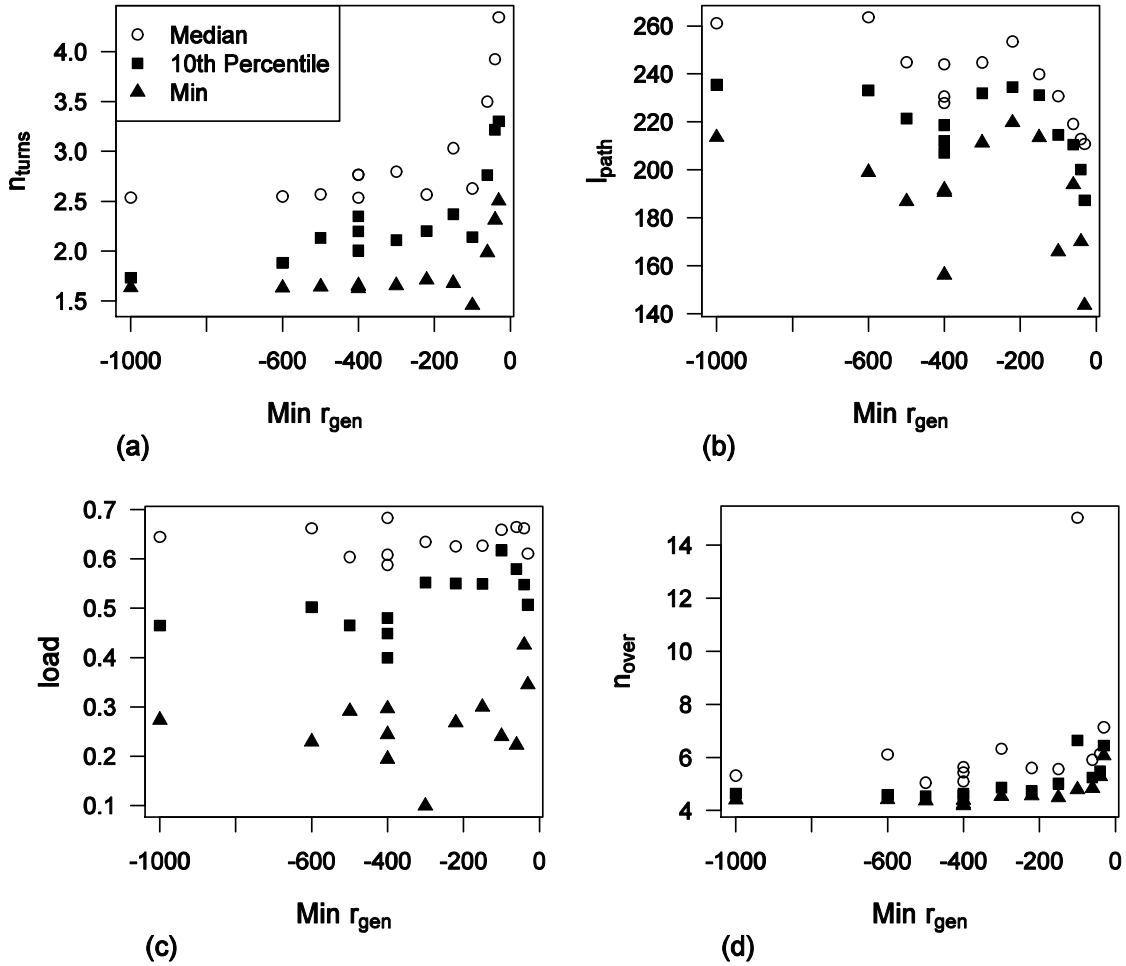 Median
10th Percentile
Min
4.0
3.5
3.0
2.5
2.0
1.5
n_turns
-1000 -600 -400 -200 0
Min r_gen
(a)
260
240
220
200
180
160
140
l_path
-1000 -600 -400 -200 0
Min r_gen
(b)
0.7
0.6
0.5
0.4
0.3
0.2
0.1
load
-1000 -600 -400 -200 0
Min r_gen
(c)
14
12
10
8
6
4
n_over
-1000 -600 -400 -200 0
Min r_gen
(d)